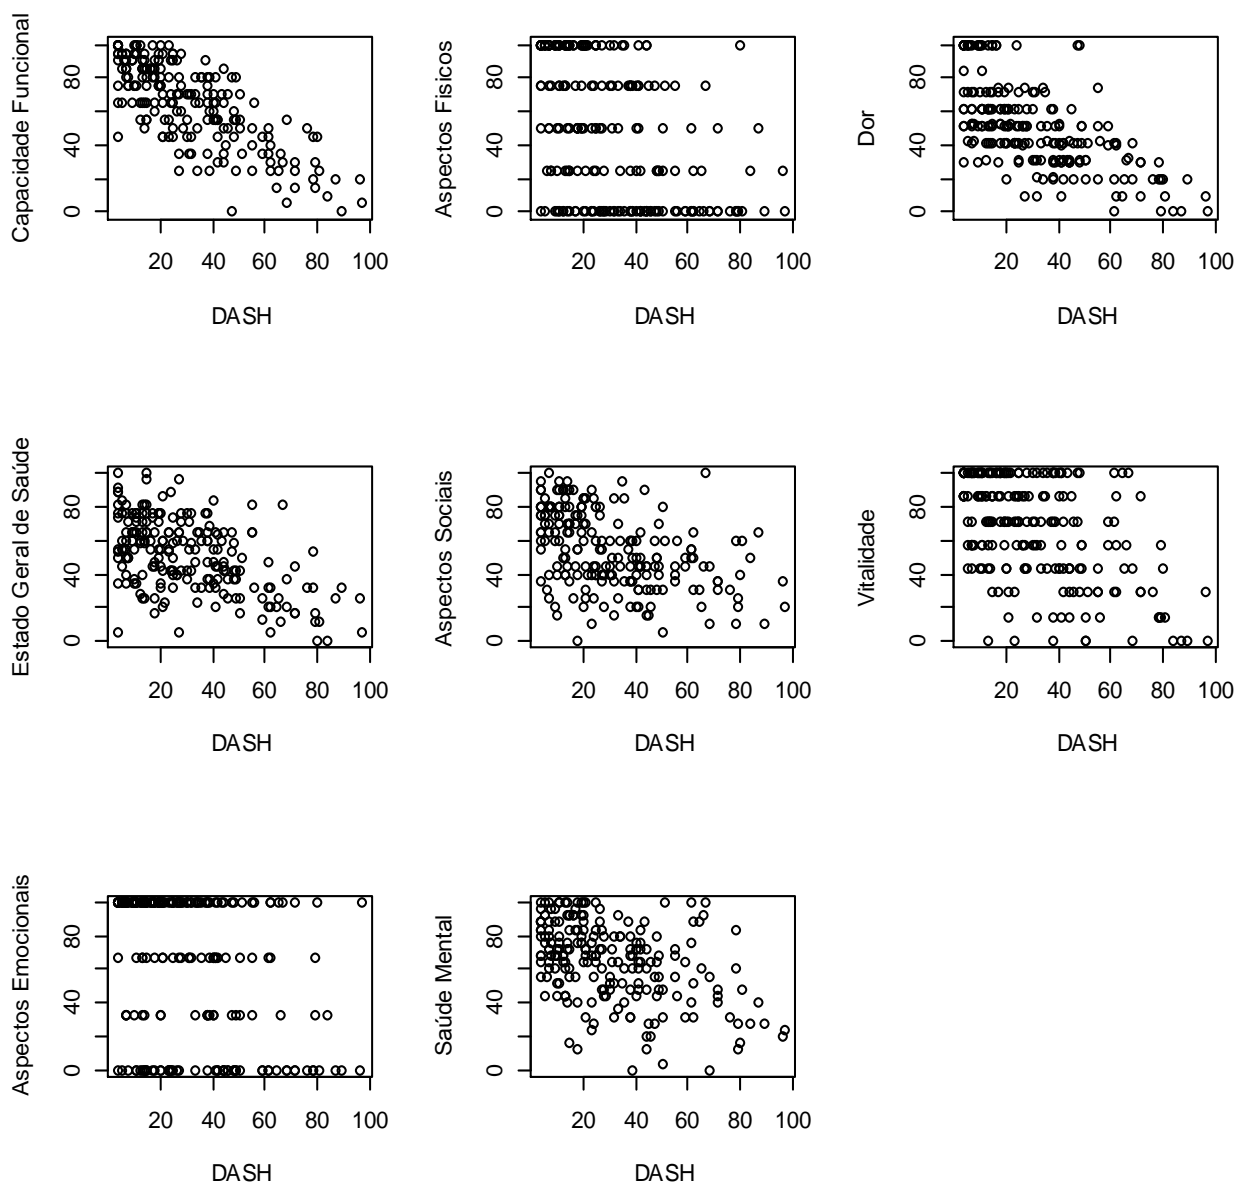 Capacidade Funcional
80
40
0
20 40 60 80 100
DASH
Aspectos Fisicos
80
40
0
20 40 60 80 100
DASH
Dor
80
40
0
20 40 60 80 100
DASH
Estado Geral de Saúde
80
40
0
20 40 60 80 100
DASH
Aspectos Sociais
80
40
0
20 40 60 80 100
DASH
Vitalidade
80
40
0
20 40 60 80 100
DASH
Aspectos Emocionais
80
40
0
20 40 60 80 100
DASH
Saúde Mental
80
40
0
20 40 60 80 100
DASH